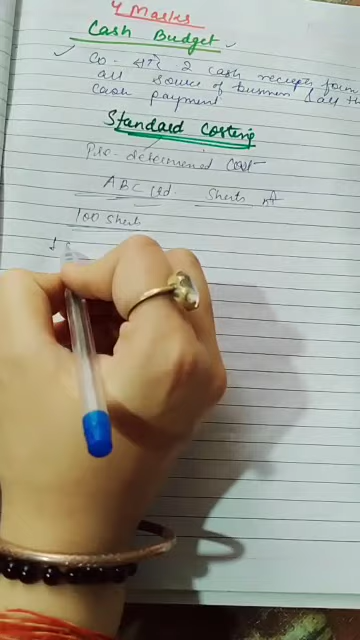 4 Marks
Cash Budget
Co. की 2 cash reciepts from
all source of business & all the
cash payment
Standard Costing
Pre-determined cost
ABC Ltd. Shirts
100 Shirt